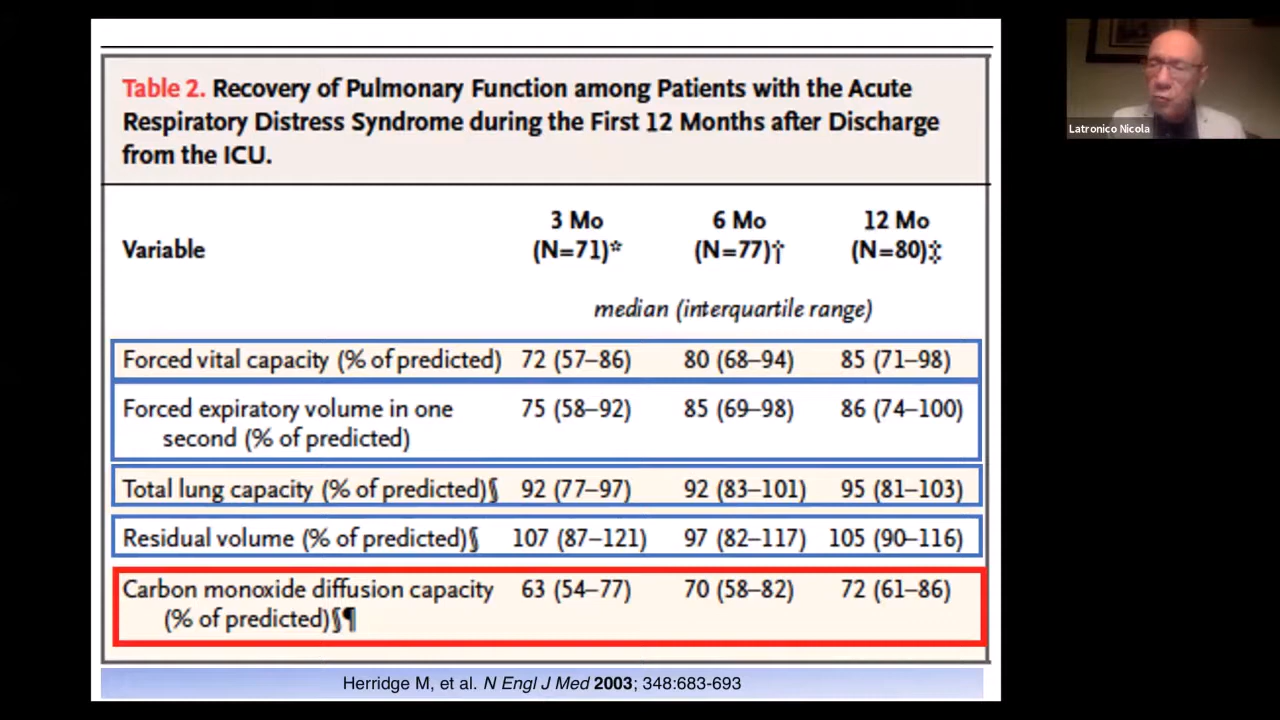 Table 2. Recovery of Pulmonary Function among Patients with the Acute
Respiratory Distress Syndrome during the First 12 Months after Discharge
from the ICU.
Variable
3 Mo
(N=71)*
6 Mo
(N=77)†
12 Mo
(N=80)‡
median (interquartile range)
Forced vital capacity (% of predicted) 72 (57–86) 80 (68–94) 85 (71–98)
Forced expiratory volume in one 75 (58–92) 85 (69–98) 86 (74–100)
second (% of predicted)
Total lung capacity (% of predicted)§ 92 (77–97) 92 (83–101) 95 (81–103)
Residual volume (% of predicted)§ 107 (87–121) 97 (82–117) 105 (90–116)
Carbon monoxide diffusion capacity 63 (54–77) 70 (58–82) 72 (61–86)
(% of predicted)§¶
Herridge M, et al. N Engl J Med 2003; 348:683-693
Latronico Nicola